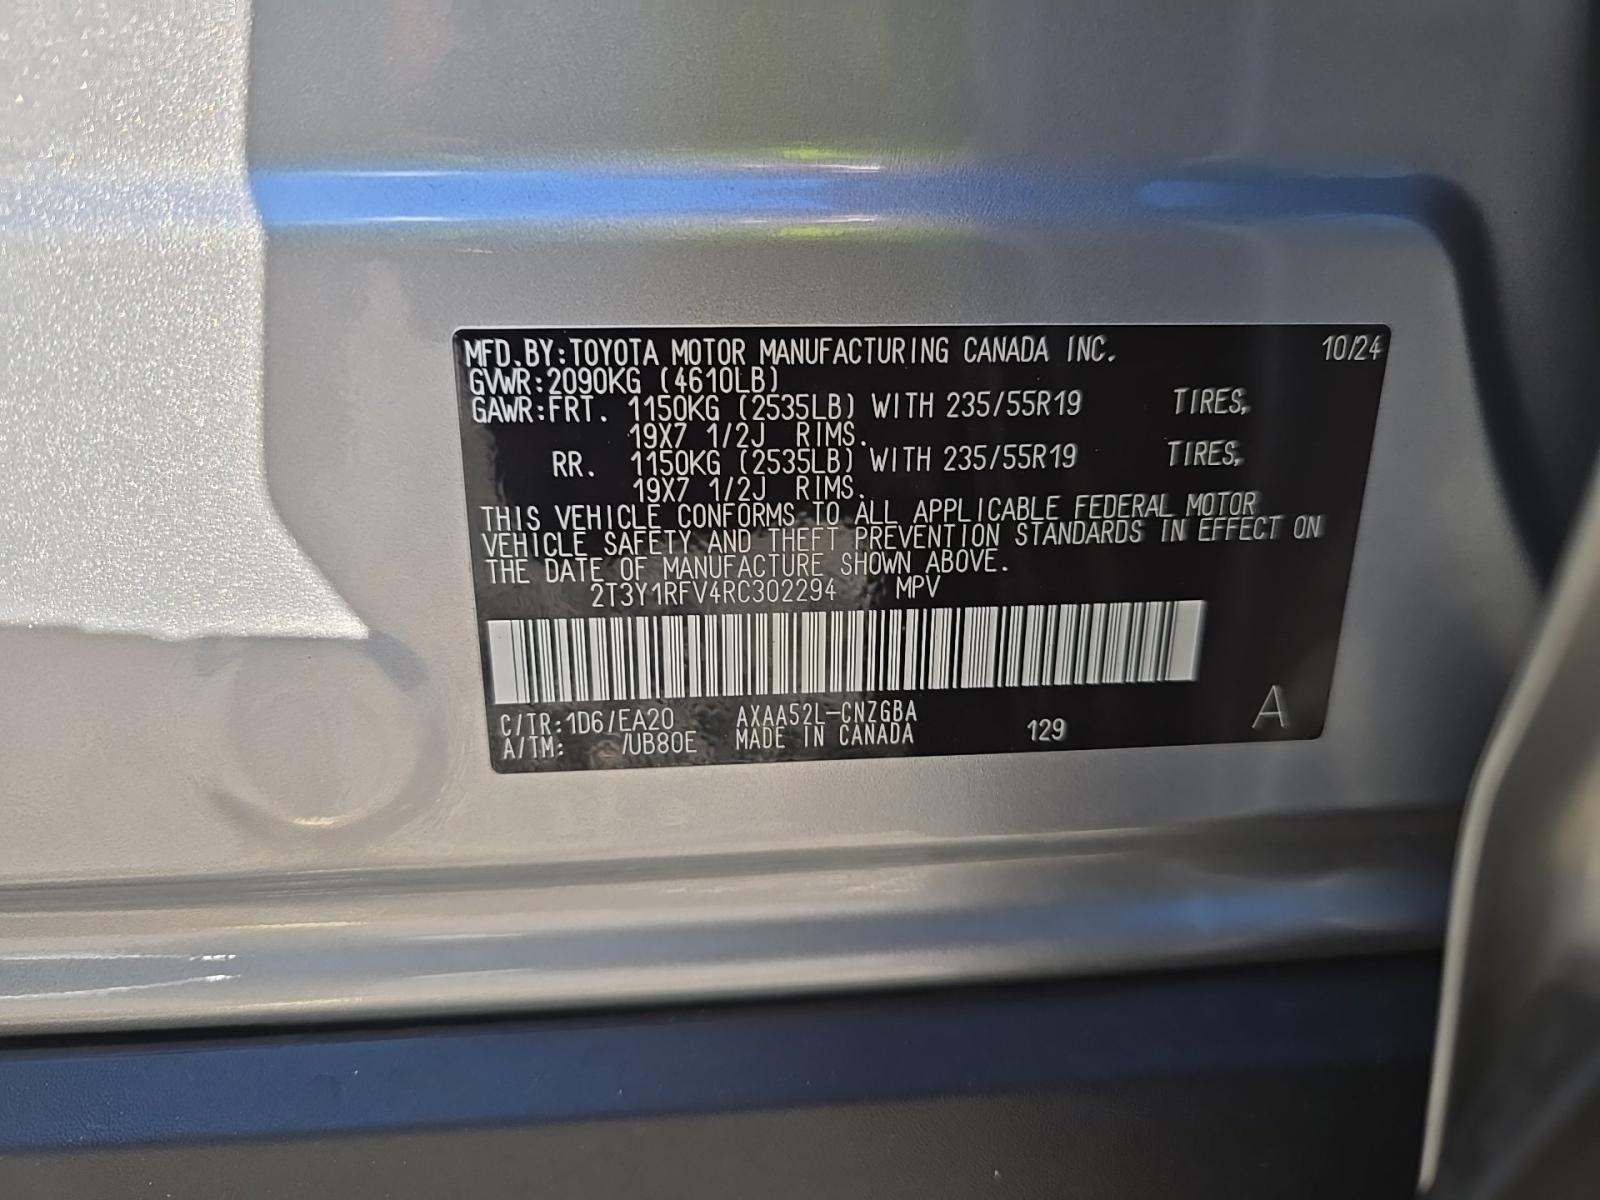 MFD.BY:TOYOTA MOTOR MANUFACTURING CANADA INC. 10/24
GVWR:2090KG (4610LB)
GAWR:FRT. 1150KG (2535LB) WITH 235/55R19 TIRES,
19X7 1/2J RIMS.
RR. 1150KG (2535LB) WITH 235/55R19 TIRES,
19X7 1/2J RIMS.
THIS VEHICLE CONFORMS TO ALL APPLICABLE FEDERAL MOTOR
VEHICLE SAFETY AND THEFT PREVENTION STANDARDS IN EFFECT ON
THE DATE OF MANUFACTURE SHOWN ABOVE.
2T3Y1RFV4RC302294 MPV
C/TR:1D6/EA20 AXAA52L-CNZGBA
A/TM: /UB80E MADE IN CANADA 129 A